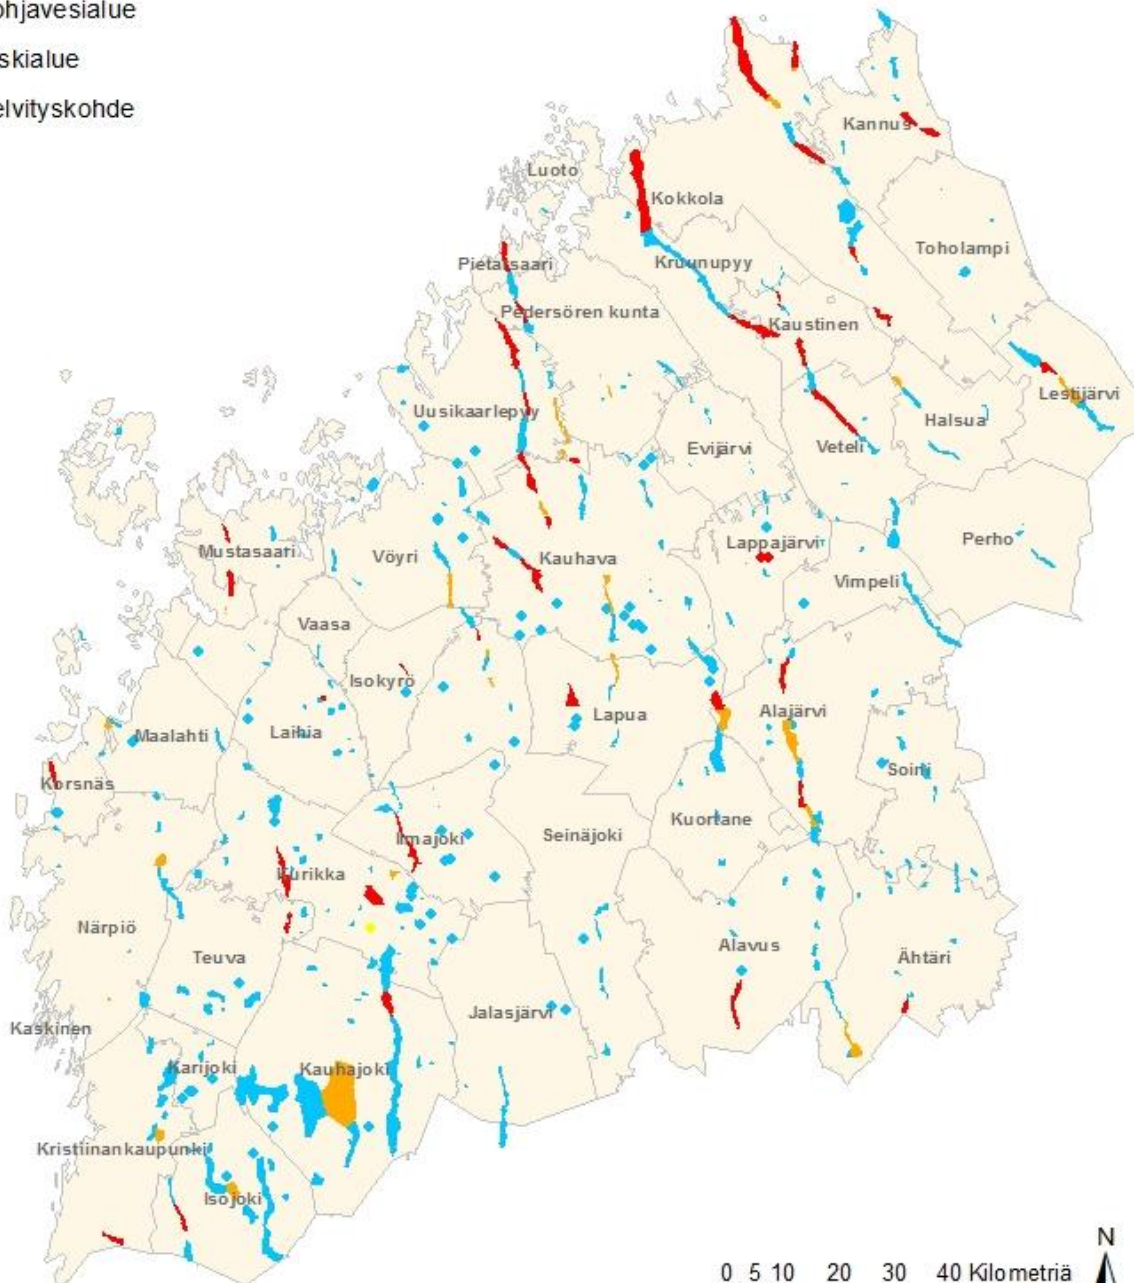 ohjavesialue
skialue
elvityskohde
Kannus
Luoto
Kokkola
Toholampi
Pietarsaari
Kruunupyy
Pedersören kunta
Kaustinen
Lestijärvi
Uusikaarlepyy
Halsua
Evijärvi
Veteli
Mustasaari
Vöyri
Kauhava
Lappajärvi
Perho
Vimpeli
Vaasa
Isokyrö
Lapua
Alajärvi
Maalahti
Laihia
Korsnäs
Soini
Kuortane
Ilmajoki
Seinäjoki
Kurikka
Närpiö
Teuva
Alavus
Ähtäri
Jalasjärvi
Kaskinen
Karijoki
Kauhajoki
Kristiinankaupunki
Isojoki
N
0 5 10 20 30 40 Kilometriä